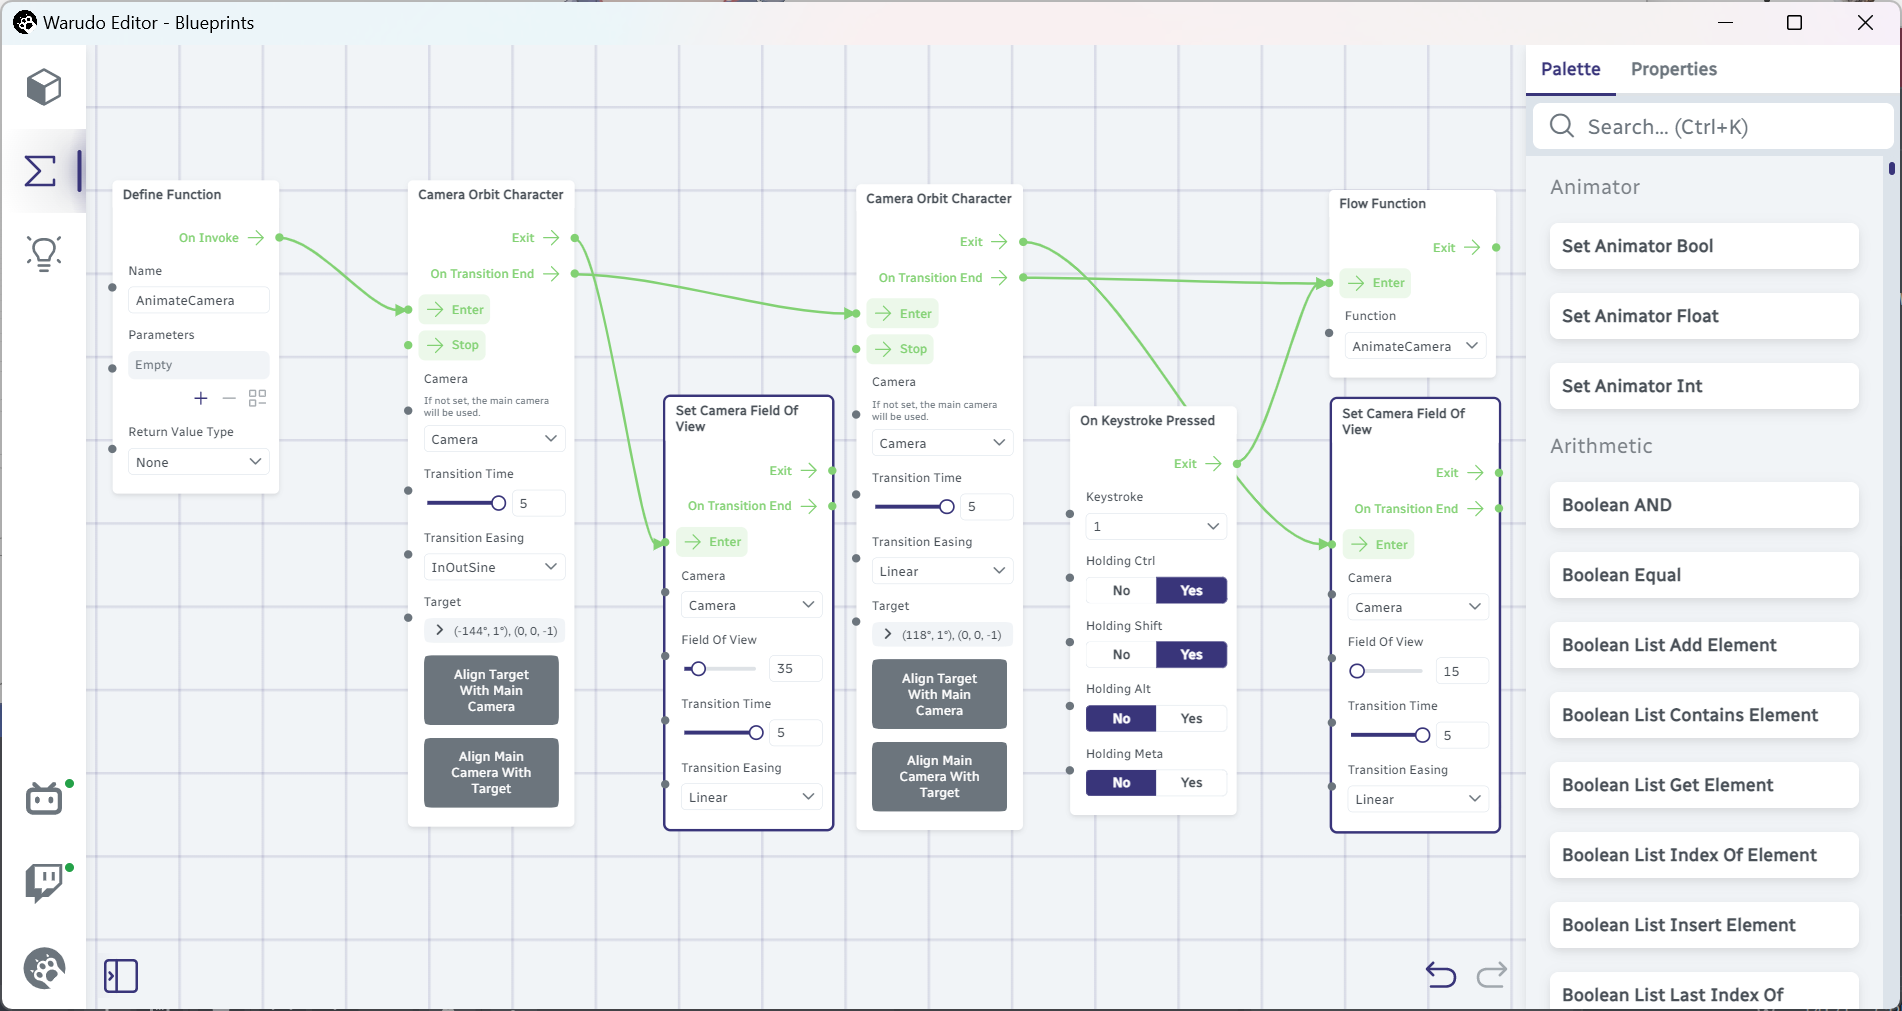 Warudo Editor - Blueprints
Define Function
On Invoke
Name
AnimateCamera
Parameters
Empty
Return Value Type
None
Camera Orbit Character
Exit
On Transition End
Enter
Stop
Camera
If not set, the main camera
will be used.
Camera
Transition Time
5
Transition Easing
InOutSine
Target
(-144°, 1°), (0, 0, -1)
Align Target
With Main
Camera
Align Main
Camera With
Target
Set Camera Field Of
View
Exit
On Transition End
Enter
Camera
Camera
Field Of View
35
Transition Time
5
Transition Easing
Linear
Camera Orbit Character
Exit
On Transition End
Enter
Stop
Camera
If not set, the main camera
will be used.
Camera
Transition Time
5
Transition Easing
Linear
Target
(118°, 1°), (0, 0, -1)
Align Target
With Main
Camera
Align Main
Camera With
Target
On Keystroke Pressed
Exit
Keystroke
1
Holding Ctrl
No Yes
Holding Shift
No Yes
Holding Alt
No Yes
Holding Meta
No Yes
Flow Function
Exit
Enter
Function
AnimateCamera
Set Camera Field Of
View
Exit
On Transition End
Enter
Camera
Camera
Field Of View
15
Transition Time
5
Transition Easing
Linear
Palette Properties
Search... (Ctrl+K)
Animator
Set Animator Bool
Set Animator Float
Set Animator Int
Arithmetic
Boolean AND
Boolean Equal
Boolean List Add Element
Boolean List Contains Element
Boolean List Get Element
Boolean List Index Of Element
Boolean List Insert Element
Boolean List Last Index Of